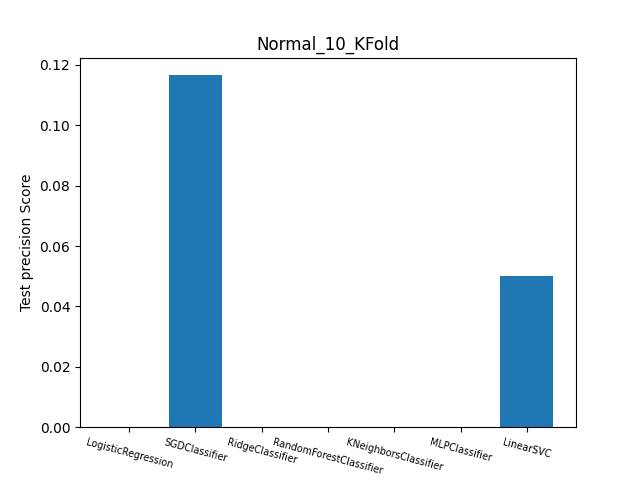 Normal_10_KFold
Test precision Score
0.12
0.10
0.08
0.06
0.04
0.02
0.00
LogisticRegression
SGDClassifier
RidgeClassifier
RandomForestClassifier
KNeighborsClassifier
MLPClassifier
LinearSVC